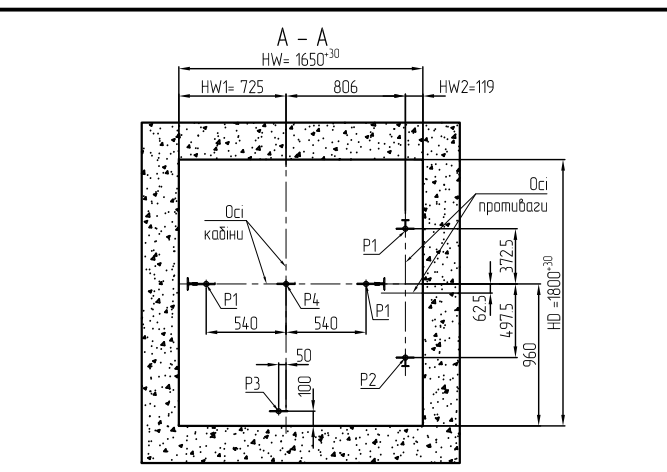 A – A
HW= 1650⁺³⁰
HW1= 725
806
HW2=119
Осі
противаги
Осі
кабіни
P1
372.5
P1
P4
P1
62.5
HD =1800⁺³⁰
540
540
497.5
960
50
P3
100
P2